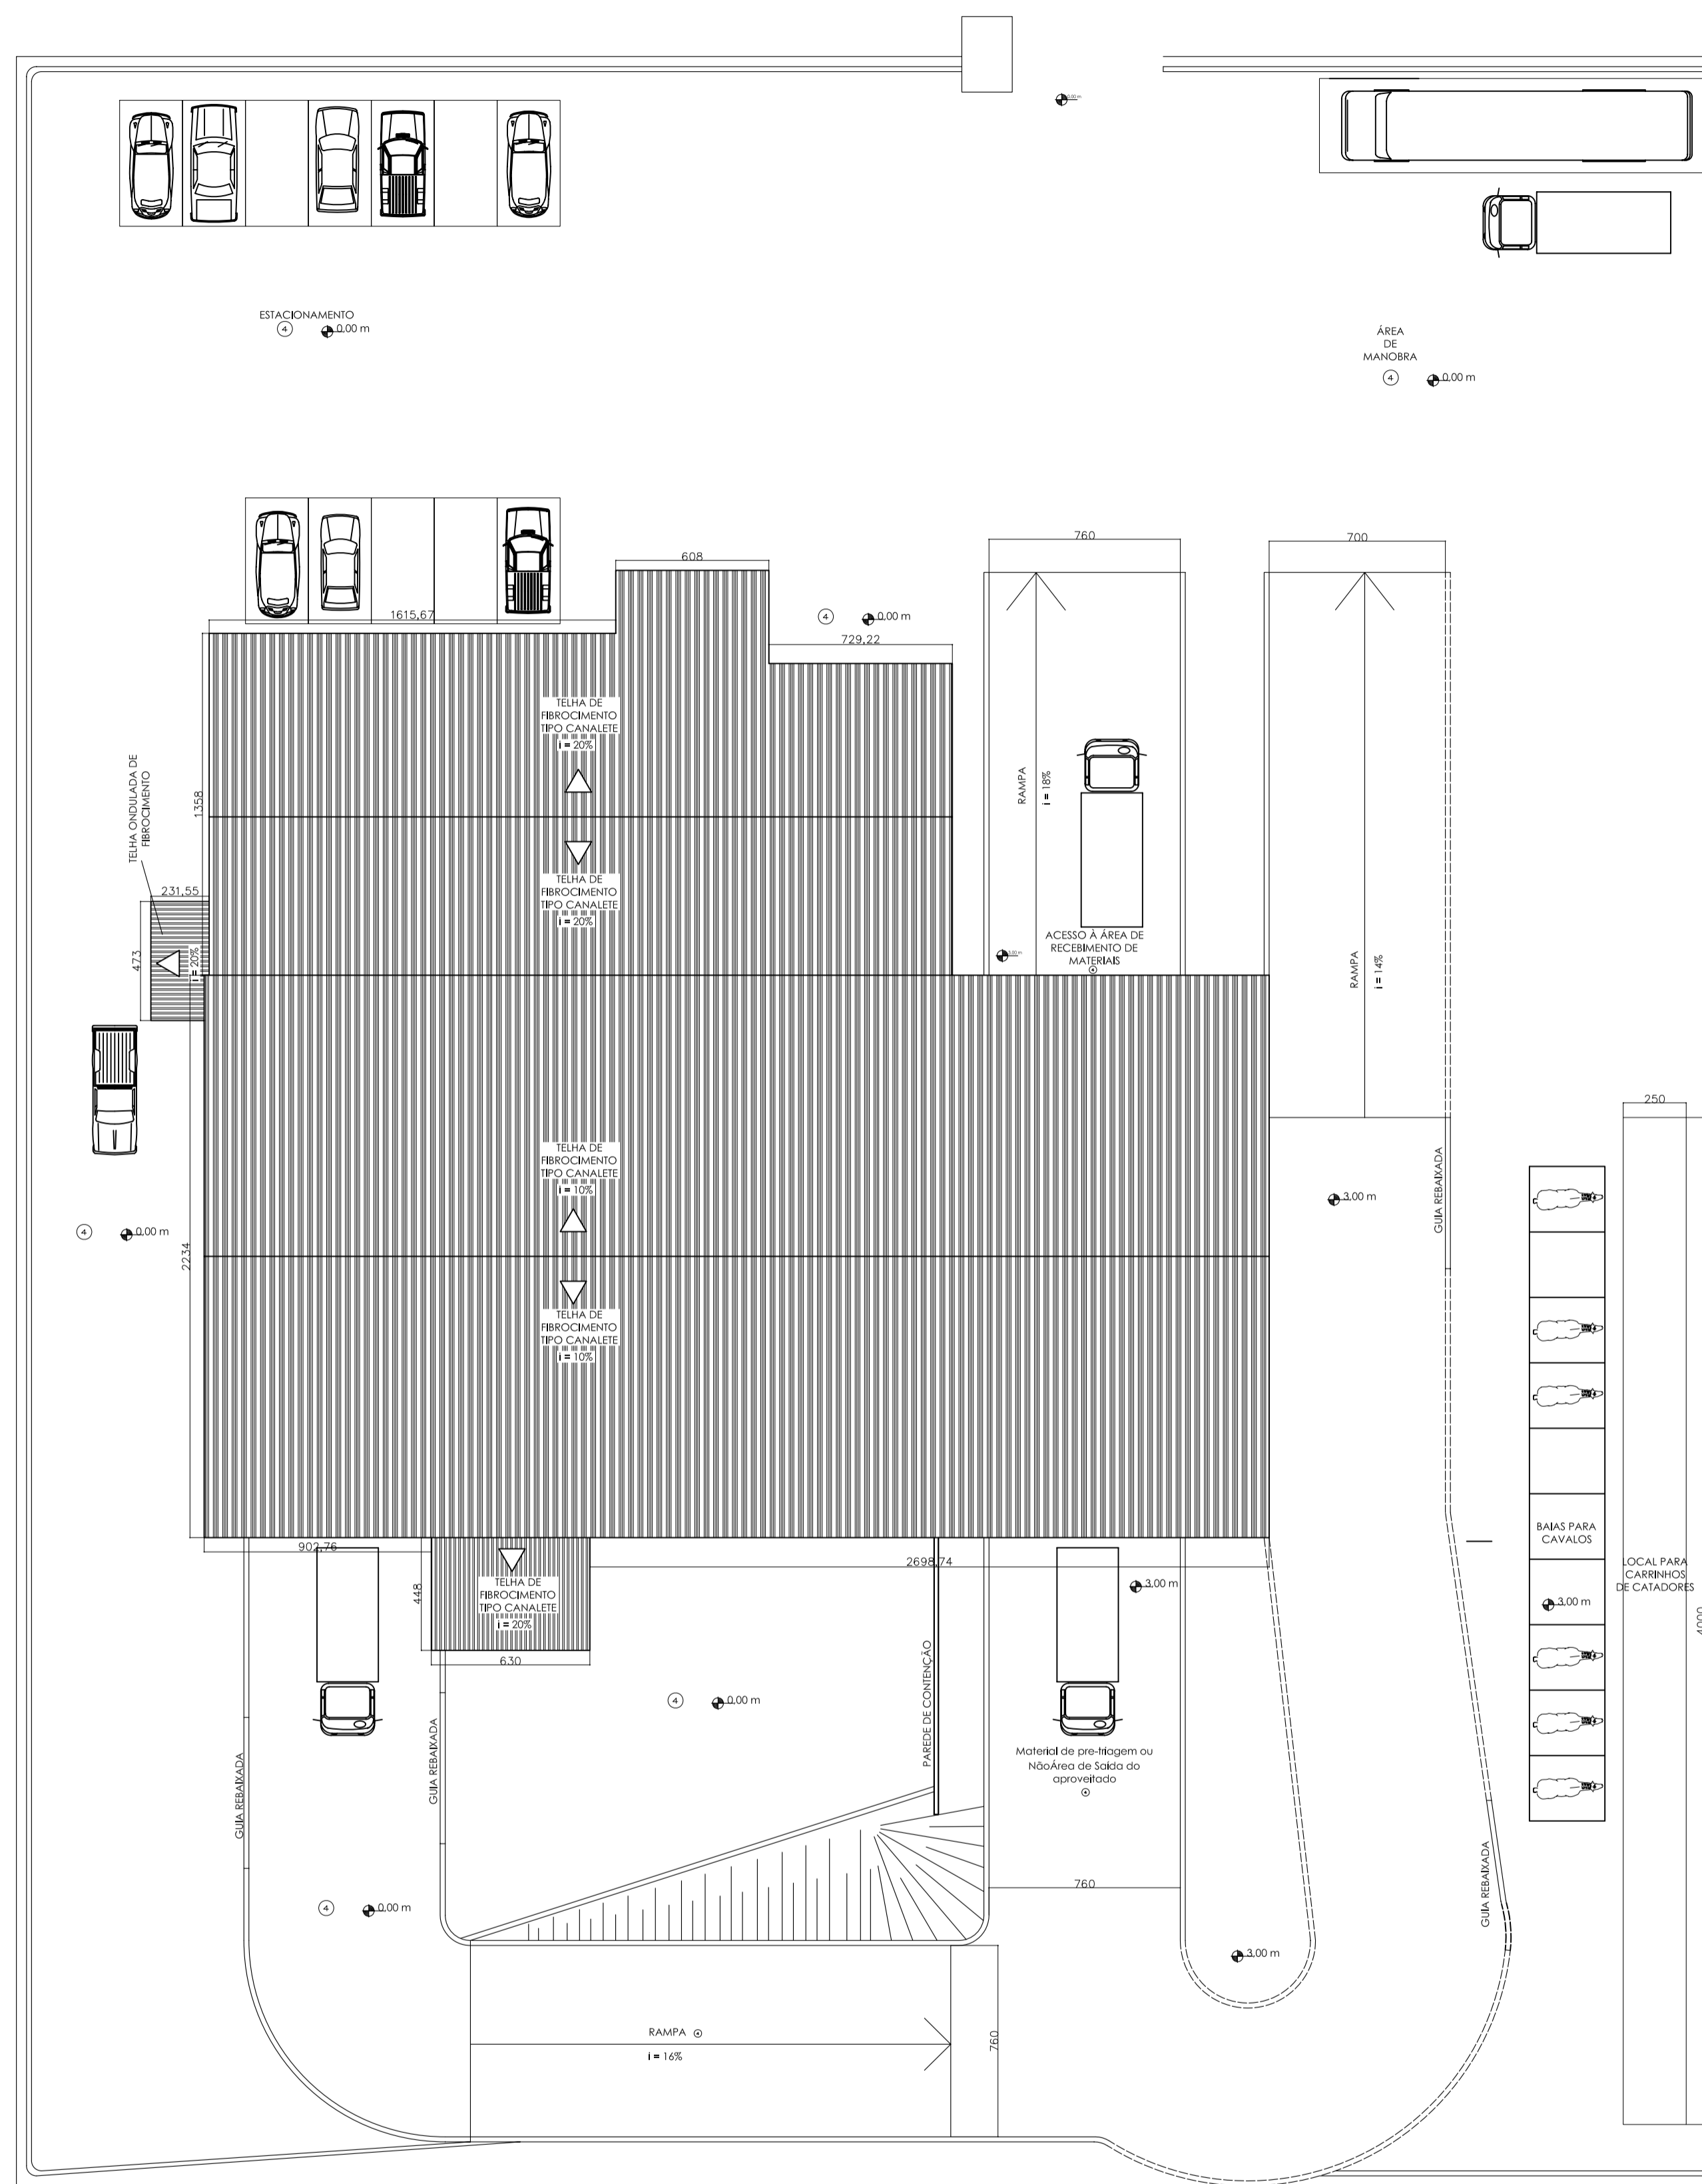 0.00 m
ESTACIONAMENTO
4
0.00 m
ÁREA
DE
MANOBRA
4
0.00 m
760
700
608
1615,67
4
0.00 m
729,22
TELHA DE
FIBROCIMENTO
TIPO CANALETE
i = 20%
RAMPA
i = 18%
TELHA ONDULADA DE
FIBROCIMENTO
1358
TELHA DE
FIBROCIMENTO
TIPO CANALETE
i = 20%
231,55
473
i = 20%
ACESSO À ÁREA DE
RECEBIMENTO DE
MATERIAIS
3.00 m
RAMPA
i = 14%
250
TELHA DE
FIBROCIMENTO
TIPO CANALETE
i = 10%
GUIA REBAIXADA
3.00 m
4
0.00 m
2234
TELHA DE
FIBROCIMENTO
TIPO CANALETE
i = 10%
BAIAS PARA
CAVALOS
902,76
2698,74
LOCAL PARA
CARRINHOS
DE CATADORES
448
TELHA DE
FIBROCIMENTO
TIPO CANALETE
i = 20%
3.00 m
3.00 m
4000
630
PAREDE DE CONTENÇÃO
4
0.00 m
GUIA REBAIXADA
GUIA REBAIXADA
Material de pre-triagem ou
NãoÁrea de Saída do
aproveitado
760
GUIA REBAIXADA
4
0.00 m
3.00 m
RAMPA
i = 16%
760